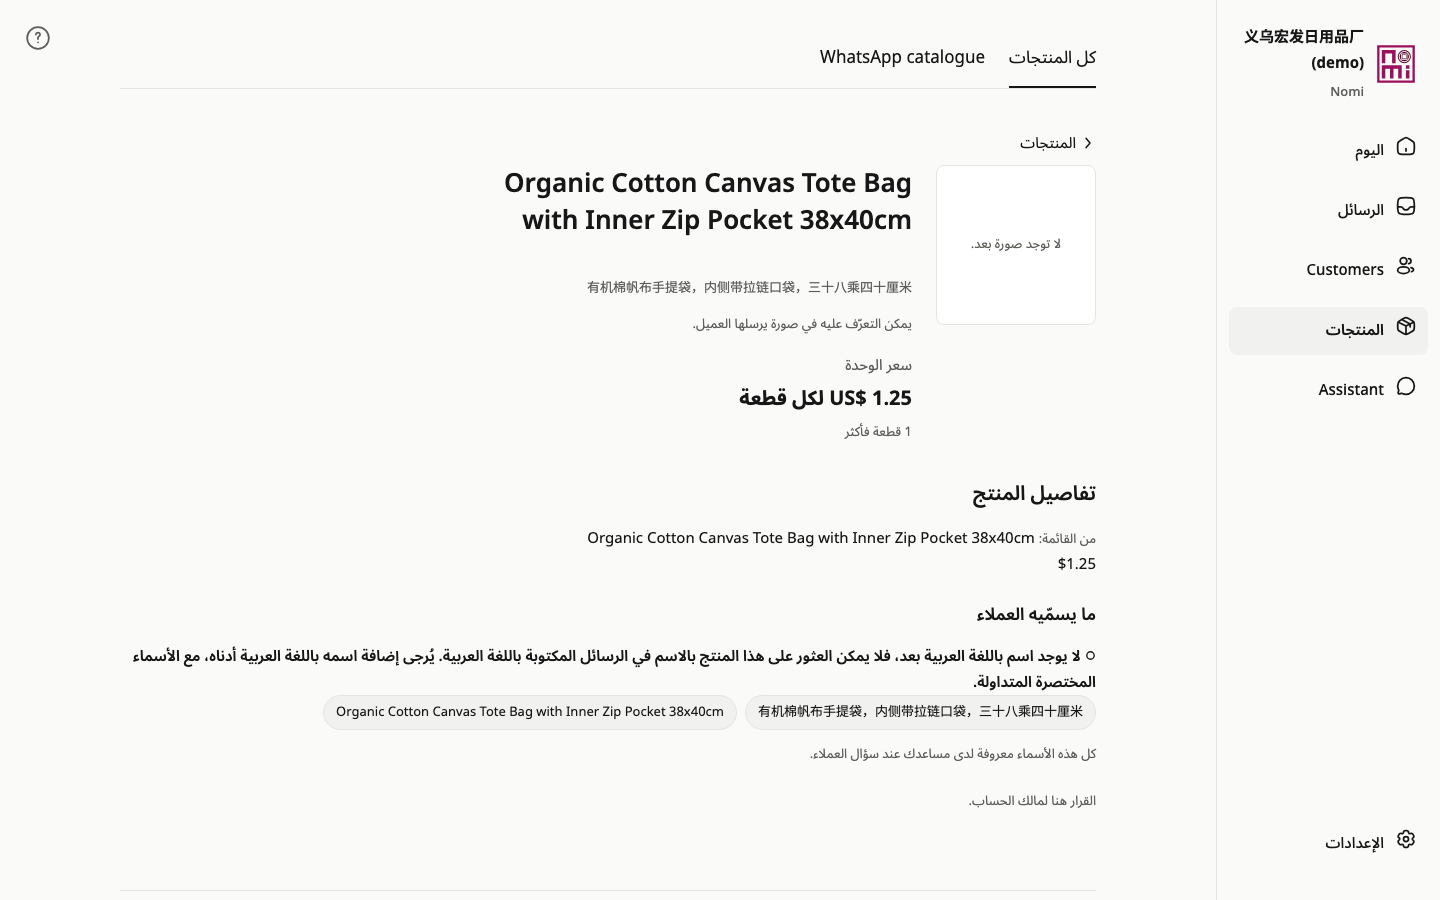 义乌宏发日用品厂
(demo)
Nomi
اليوم
الرسائل
Customers
المنتجات
Assistant
الإعدادات
كل المنتجات
WhatsApp catalogue
المنتجات
لا توجد صورة بعد.
Organic Cotton Canvas Tote Bag
with Inner Zip Pocket 38x40cm
有机棉帆布手提袋，内侧带拉链口袋，三十八乘四十厘米
يمكن التعرّف عليه في صورة يرسلها العميل.
سعر الوحدة
US$ 1.25 لكل قطعة
1 قطعة فأكثر
تفاصيل المنتج
من القائمة: Organic Cotton Canvas Tote Bag with Inner Zip Pocket 38x40cm
$1.25
ما يسمّيه العملاء
لا يوجد اسم باللغة العربية بعد، فلا يمكن العثور على هذا المنتج بالاسم في الرسائل المكتوبة باللغة العربية. يُرجى إضافة اسمه باللغة العربية أدناه، مع الأسماء
المختصرة المتداولة.
有机棉帆布手提袋，内侧带拉链口袋，三十八乘四十厘米
Organic Cotton Canvas Tote Bag with Inner Zip Pocket 38x40cm
كل هذه الأسماء معروفة لدى مساعدك عند سؤال العملاء.
القرار هنا لمالك الحساب.